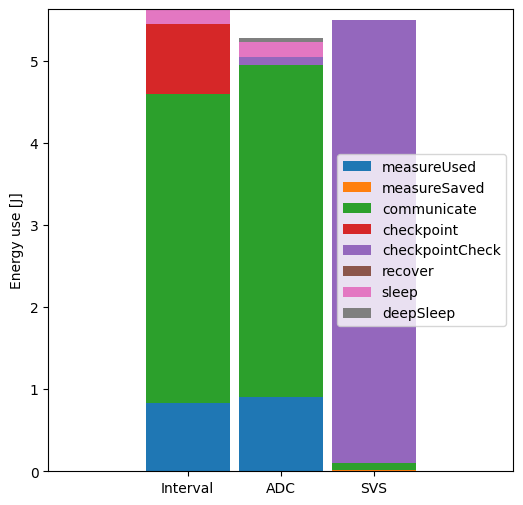 Energy use [J]
5
4
3
2
1
0
measureUsed
measureSaved
communicate
checkpoint
checkpointCheck
recover
sleep
deepSleep
Interval
ADC
SVS